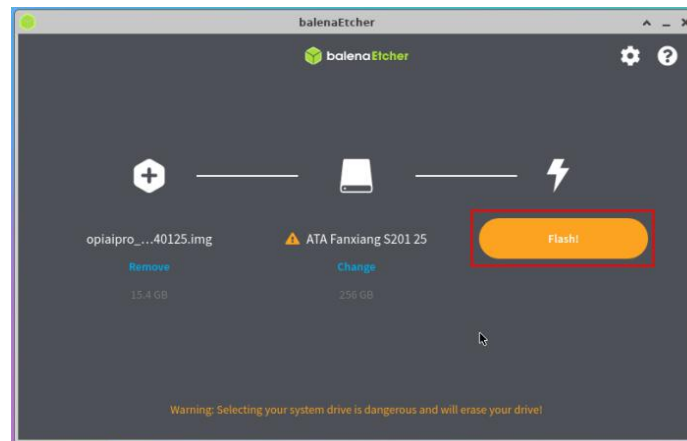 balenaEtcher
balenaEtcher
opiaipro_...40125.img
ATA Fanxiang S201 25
Flash!
Remove
Change
15.4 GB
256 GB
Warning: Selecting your system drive is dangerous and will erase your drive!